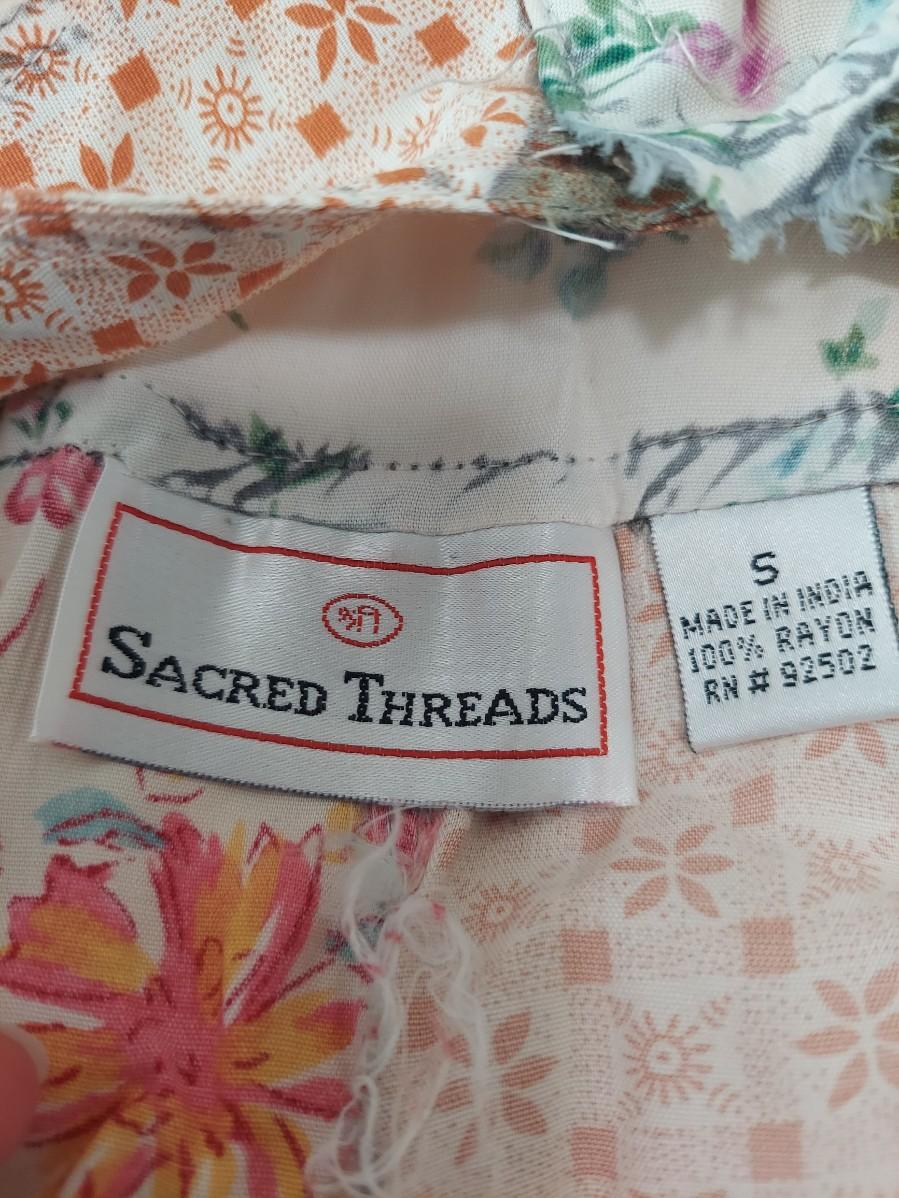 श्री
SACRED THREADS
S
MADE IN INDIA
100% RAYON
RN # 92502